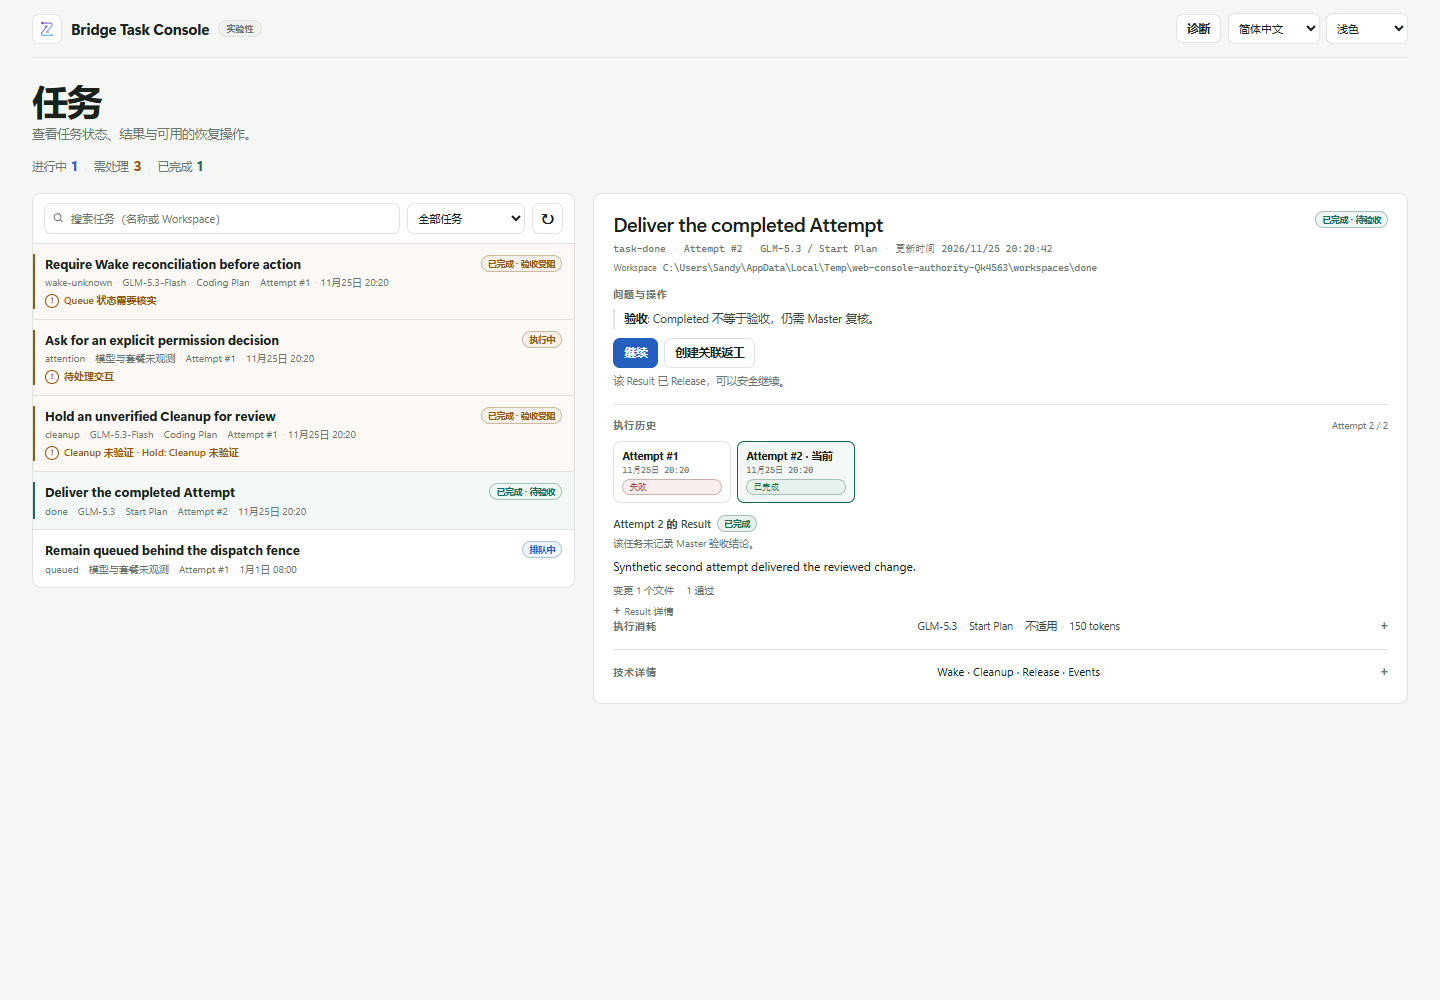 Bridge Task Console 实验性 诊断 简体中文 浅色
任务
查看任务状态、结果与可用的恢复操作。
进行中 1 · 需处理 3 · 已完成 1
搜索任务（名称或 Workspace） 全部任务
Require Wake reconciliation before action 已完成 · 验收受阻
wake-unknown · GLM-5.3-Flash · Coding Plan · Attempt #1 · 11月25日 20:20
Queue 状态需要核实
Ask for an explicit permission decision 执行中
attention · 模型与套餐未观测 · Attempt #1 · 11月25日 20:20
待处理交互
Hold an unverified Cleanup for review 已完成 · 验收受阻
cleanup · GLM-5.3-Flash · Coding Plan · Attempt #1 · 11月25日 20:20
Cleanup 未验证 · Hold: Cleanup 未验证
Deliver the completed Attempt 已完成 · 待验收
done · GLM-5.3 · Start Plan · Attempt #2 · 11月25日 20:20
Remain queued behind the dispatch fence 排队中
queued · 模型与套餐未观测 · Attempt #1 · 1月1日 08:00
Deliver the completed Attempt 已完成 · 待验收
task-done · Attempt #2 · GLM-5.3 / Start Plan · 更新时间 2026/11/25 20:20:42
Workspace C:\Users\Sandy\AppData\Local\Temp\web-console-authority-Qk4563\workspaces\done
问题与操作
验收: Completed 不等于验收，仍需 Master 复核。
继续 创建关联返工
该 Result 已 Release，可以安全继续。
执行历史 Attempt 2 / 2
Attempt #1
11月25日 20:20
失败
Attempt #2 · 当前
11月25日 20:20
已完成
Attempt 2 的 Result 已完成
该任务未记录 Master 验收结论。
Synthetic second attempt delivered the reviewed change.
变更 1 个文件 · 1 通过
+ Result 详情
执行消耗 GLM-5.3 · Start Plan · 不适用 · 150 tokens +
技术详情 Wake · Cleanup · Release · Events +